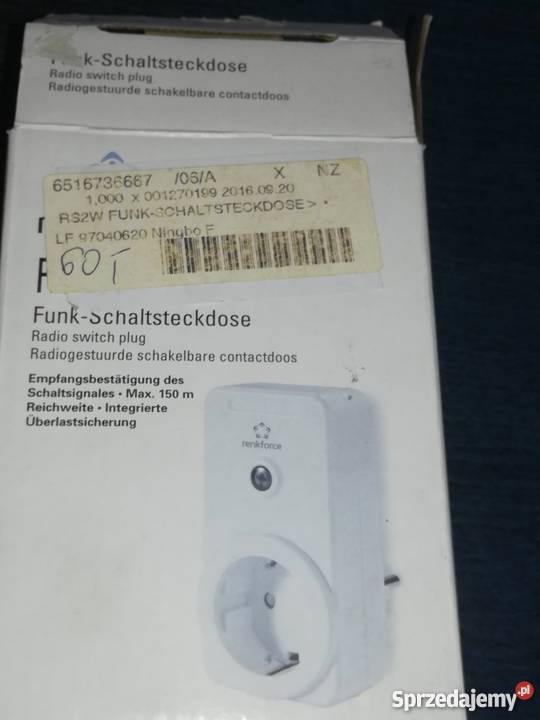 Funk-Schaltsteckdose
Radio switch plug
Radiogestuurde schakelbare contactdoos
6516736667 /06/A X NZ
1,000 x 001270199 2016.09.20
RS2W FUNK-SCHALTSTECKDOSE> •
LF 97040620 Ningbo F
60T
Funk-Schaltsteckdose
Radio switch plug
Radiogestuurde schakelbare contactdoos
Empfangsbestätigung des
Schaltsignales • Max. 150 m
Reichweite • Integrierte
Überlastsicherung
renkforce
Sprzedajemy.pl